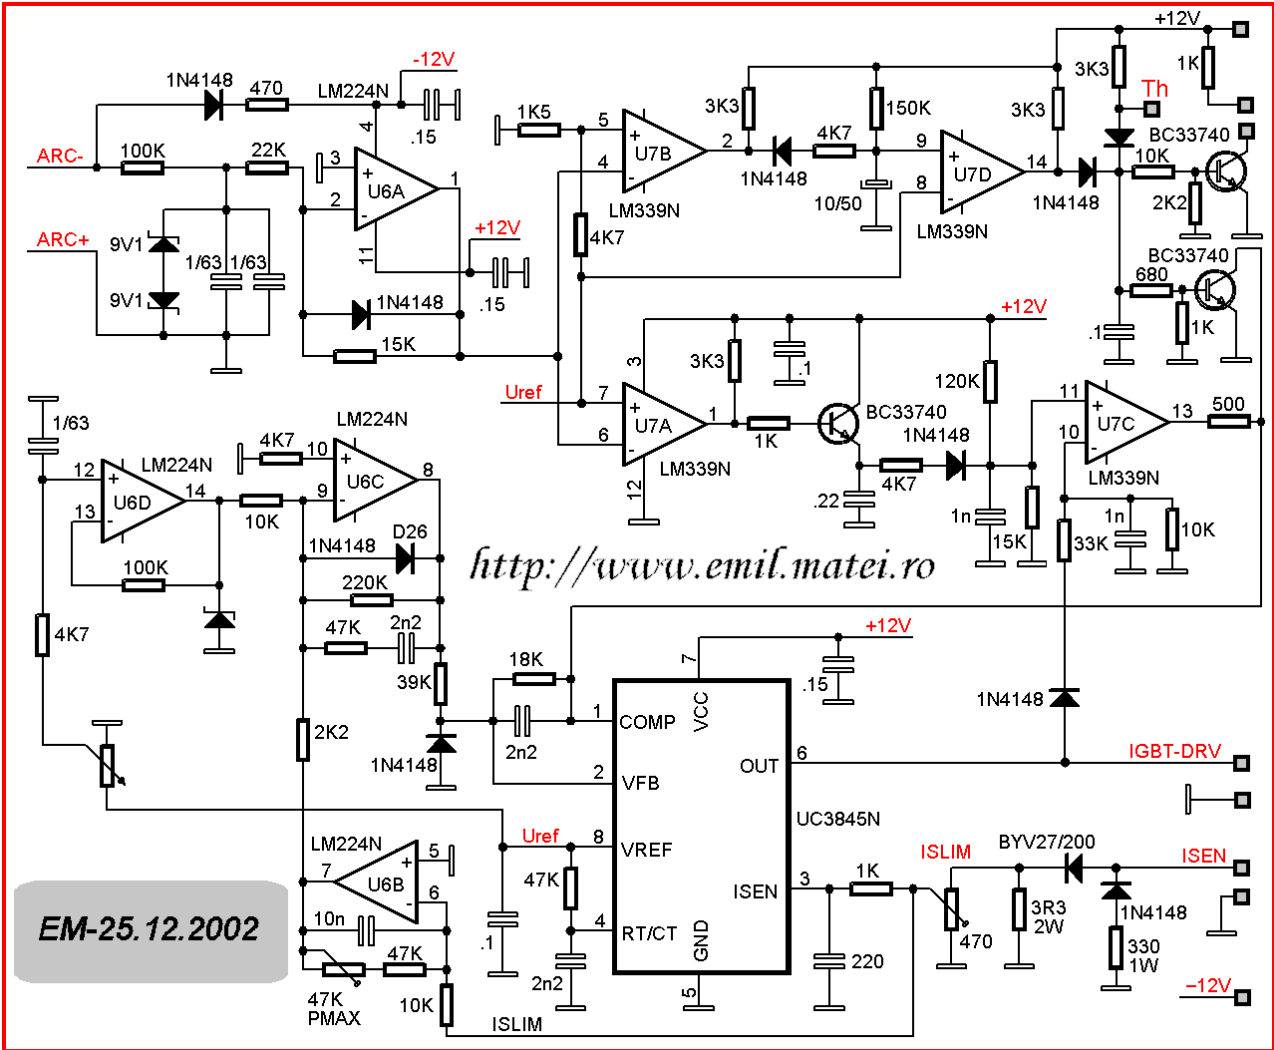 +12V
-12V
1N4148
470
LM224N
.15
3K3
1K
Th
1K5
5
3K3
150K
3K3
BC33740
4
U7B
2
4K7
9
14
10K
ARC-
100K
22K
3
U6A
1
4
1N4148
8
U7D
1N4148
2K2
2
LM339N
10/50
LM339N
ARC+
9V1
11
+12V
4K7
BC33740
1/63
1/63
680
9V1
1N4148
.15
1K
+12V
.1
15K
3
3K3
.1
120K
Uref
7
U7A
1
BC33740
11
U7C
13
500
1/63
LM224N
6
1K
1N4148
10
4K7
10
8
LM339N
4K7
LM339N
LM224N
U6C
12
U6D
14
9
12
.22
1n
1n
13
10K
15K
33K
10K
D26
1N4148
http://www.emil.matei.ro
100K
220K
2n2
4K7
47K
+12V
18K
7
39K
.15
VCC
1N4148
1
COMP
2K2
2n2
1N4148
6
IGBT-DRV
OUT
2
VFB
UC3845N
LM224N
Uref
8
VREF
BYV27/200
ISLIM
ISEN
5
7
U6B
6
47K
3
1K
ISEN
3R3
2W
1N4148
EM-25.12.2002
10n
4
RT/CT
GND
470
.1
330
1W
47K
220
2n2
47K
PMAX
10K
5
-12V
ISLIM